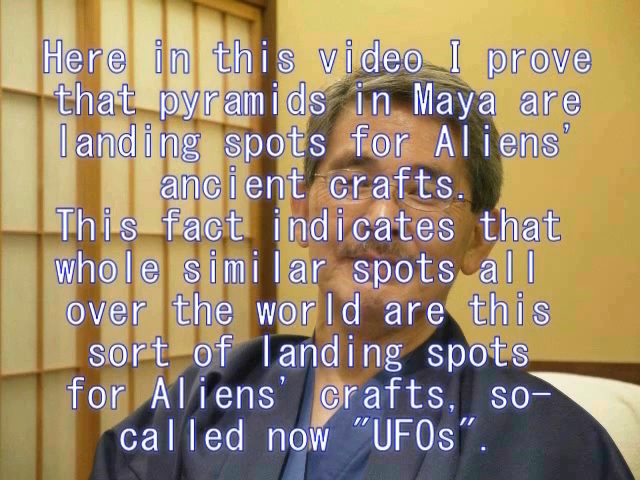 Here in this video I prove
that pyramids in Maya are
landing spots for Aliens'
ancient crafts.
This fact indicates that
whole similar spots all
over the world are this
sort of landing spots
for Aliens' crafts, so-
called now "UFOs".